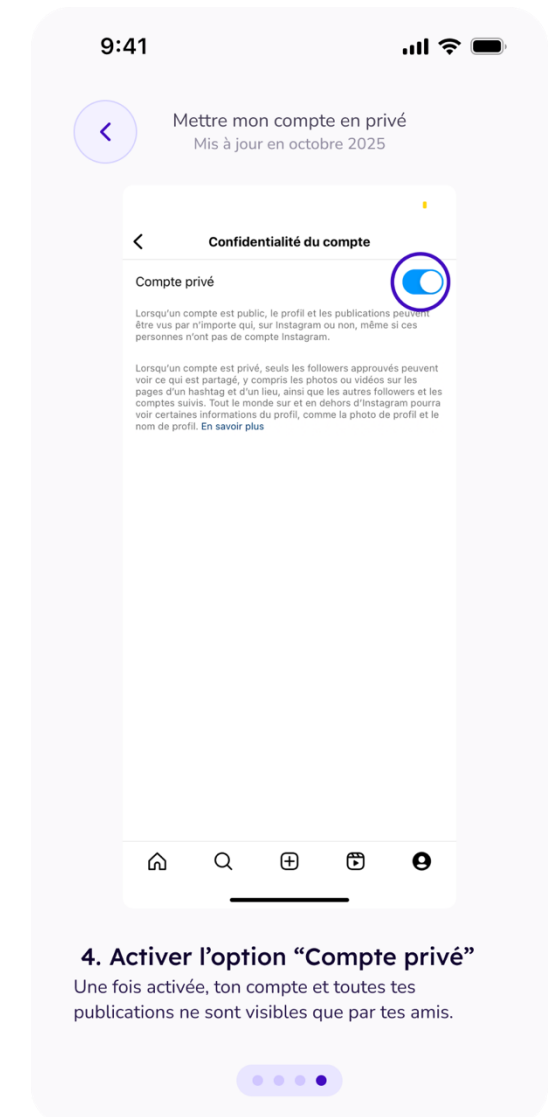 9:41
Mettre mon compte en privé
Mis à jour en octobre 2025
Confidentialité du compte
Compte privé
Lorsqu'un compte est public, le profil et les publications peuvent
être vus par n'importe qui, sur Instagram ou non, même si ces
personnes n'ont pas de compte Instagram.
Lorsqu'un compte est privé, seuls les followers approuvés peuvent
voir ce qui est partagé, y compris les photos ou vidéos sur les
pages d'un hashtag et d'un lieu, ainsi que les autres followers et les
comptes suivis. Tout le monde sur et en dehors d'Instagram pourra
voir certaines informations du profil, comme la photo de profil et le
nom de profil. En savoir plus
4. Activer l'option “Compte privé”
Une fois activée, ton compte et toutes tes
publications ne sont visibles que par tes amis.